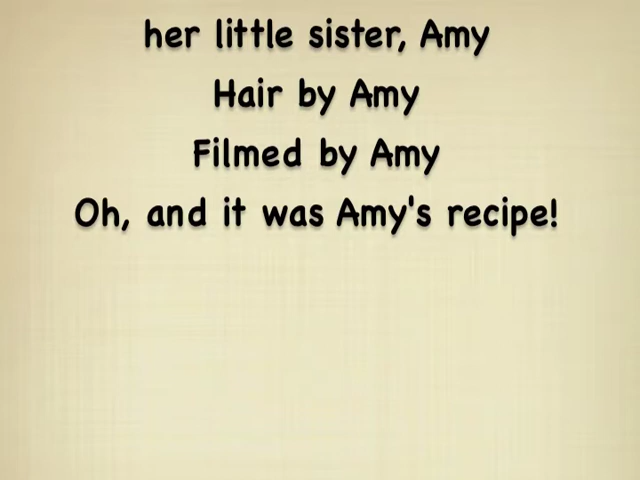 her little sister, Amy
Hair by Amy
Filmed by Amy
Oh, and it was Amy's recipe!